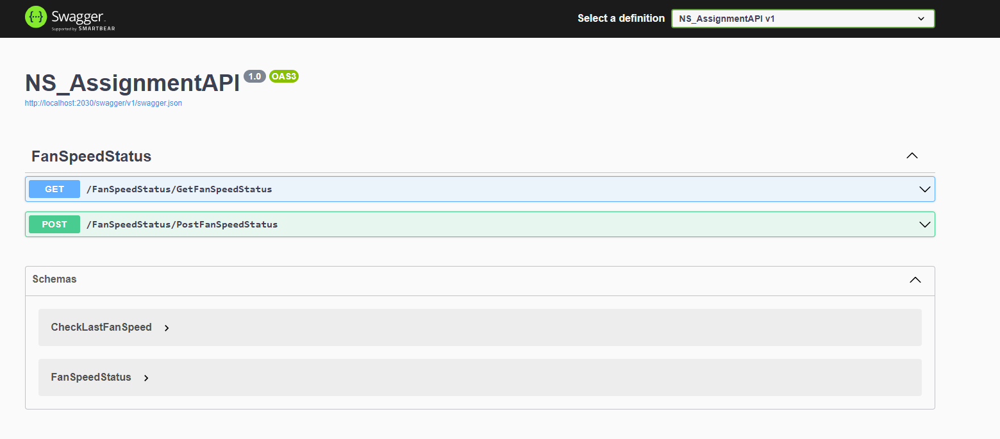 {···} Swagger
Supported by SMARTBEAR
Select a definition
NS_AssignmentAPI v1
NS_AssignmentAPI 1.0 OAS3
http://localhost:2030/swagger/v1/swagger.json
FanSpeedStatus
GET /FanSpeedStatus/GetFanSpeedStatus
POST /FanSpeedStatus/PostFanSpeedStatus
Schemas
CheckLastFanSpeed
FanSpeedStatus